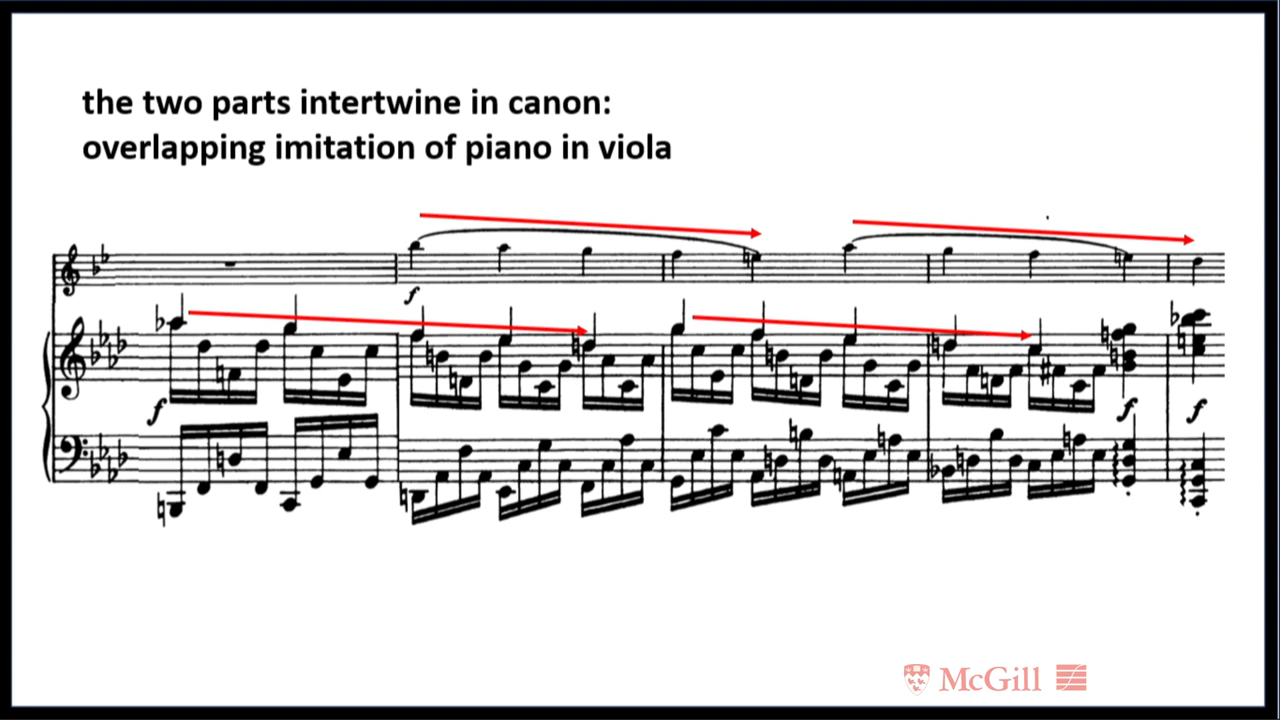 the two parts intertwine in canon:
overlapping imitation of piano in viola
f
f
f
f
McGill